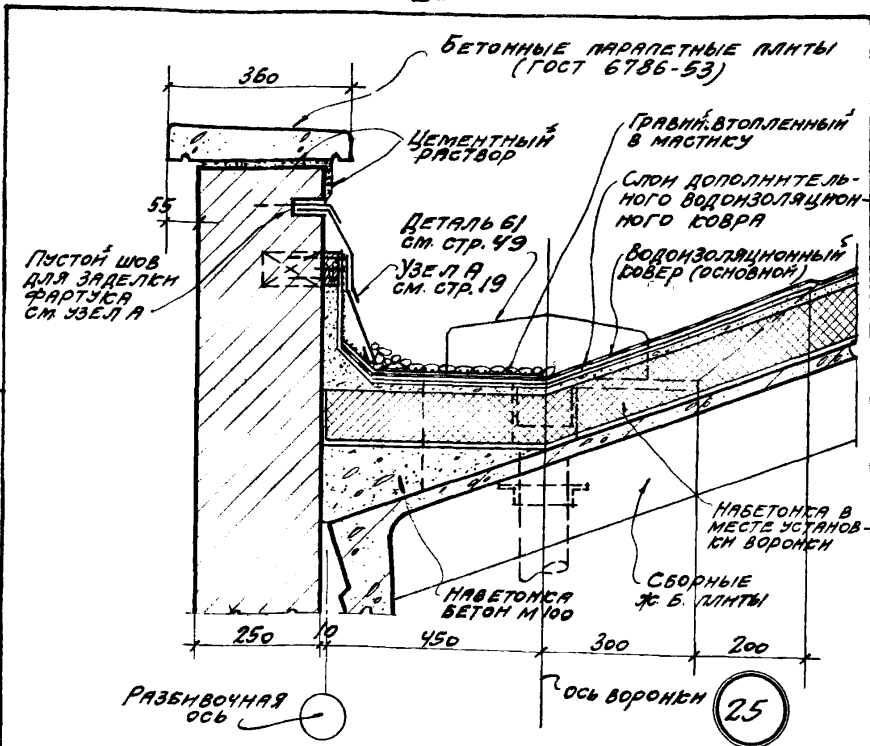 БЕТОННЫЕ ПАРАПЕТНЫЕ ПЛИТЫ
(ГОСТ 6786-53)
360
ЦЕМЕНТНЫЙ
РАСТВОР
ГРАВИЙ ВТОПЛЕННЫЙ
В МАСТИКУ
СЛОИ ДОПОЛНИТЕЛЬ-
НОГО ВОДОИЗОЛЯЦИОН-
НОГО КОВРА
55
ДЕТАЛЬ 61
СМ. СТР. 49
УЗЕЛ А
СМ. СТР. 19
ВОДОИЗОЛЯЦИОННЫЙ
КОВЕР (ОСНОВНОЙ)
ПУСТОЙ ШОВ
ДЛЯ ЗАДЕЛКИ
ФАРТУКА
СМ. УЗЕЛ А
НАБЕТОНКА В
МЕСТЕ УСТАНОВ-
КИ ВОРОНКИ
НАБЕТОНКА
БЕТОН М 100
СБОРНЫЕ
Ж.Б. ПЛИТЫ
250
10
450
300
200
РАЗБИВОЧНАЯ
ОСЬ
ОСЬ ВОРОНКИ
25